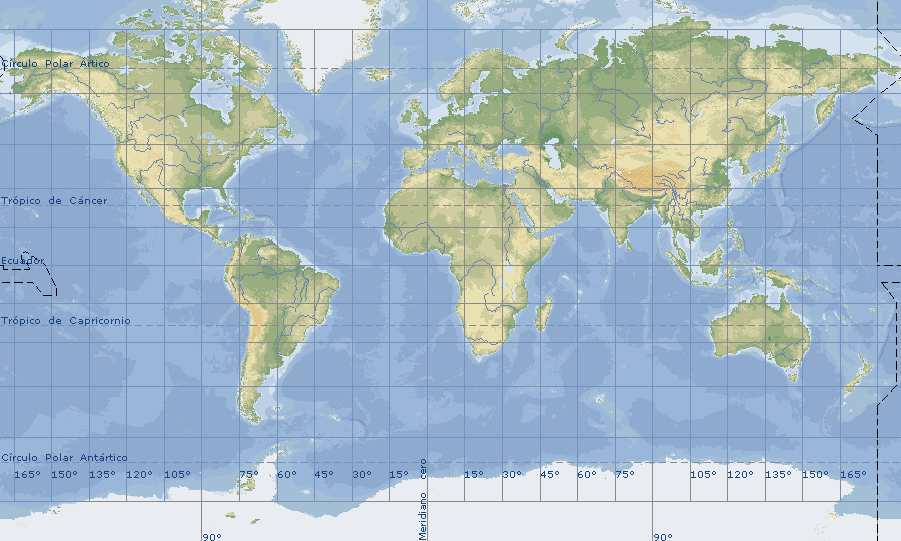 Círculo Polar Ártico
Trópico de Cáncer
Ecuador
Trópico de Capricornio
Círculo Polar Antártico
165° 150° 135° 120° 105° 75° 60° 45° 30° 15° 15° 30° 45° 60° 75° 105° 120° 135° 150° 165°
Meridiano cero
90° 90°